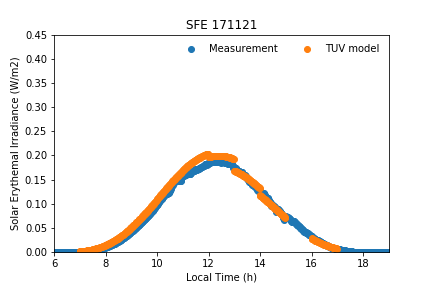 SFE 171121
Measurement
TUV model
Solar Erythemal Irradiance (W/m2)
0.45
0.40
0.35
0.30
0.25
0.20
0.15
0.10
0.05
0.00
6 8 10 12 14 16 18
Local Time (h)